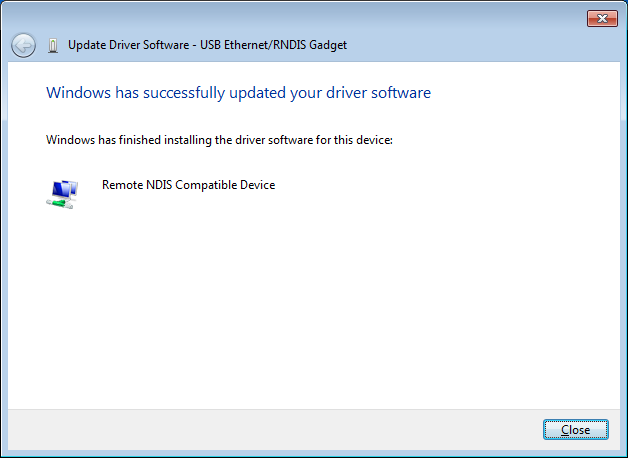 Update Driver Software - USB Ethernet/RNDIS Gadget
Windows has successfully updated your driver software
Windows has finished installing the driver software for this device:
Remote NDIS Compatible Device
Close